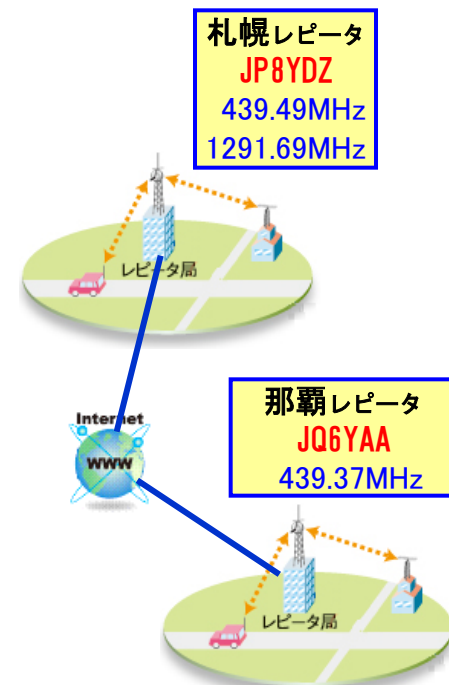 札幌レピータ
JP8YDZ
439.49MHz
1291.69MHz
レピータ局
Internet
www
那覇レピータ
JQ6YAA
439.37MHz
レピータ局